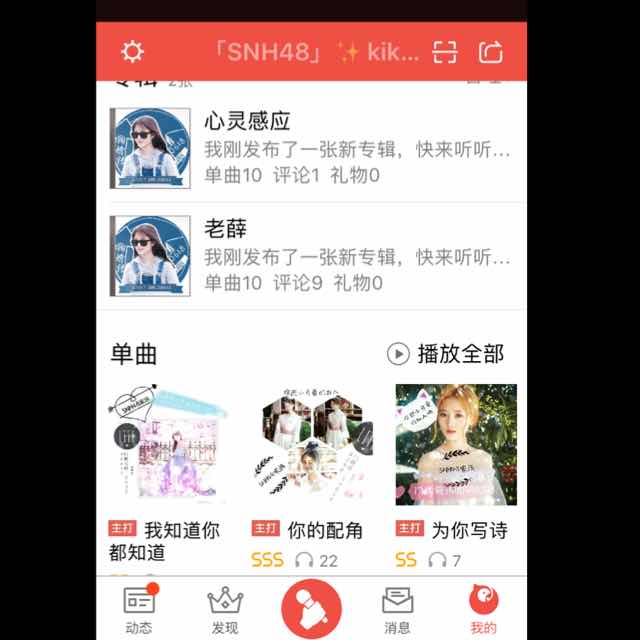 「SNH48」✨ kik...
专辑 2张
心灵感应
我刚发布了一张新专辑，快来听听...
单曲10 评论1 礼物0
老薛
我刚发布了一张新专辑，快来听听...
单曲10 评论9 礼物0
单曲
播放全部
主打 我知道你
都知道
主打 你的配角
SSS 22
主打 为你写诗
SS 7
动态
发现
消息
我的